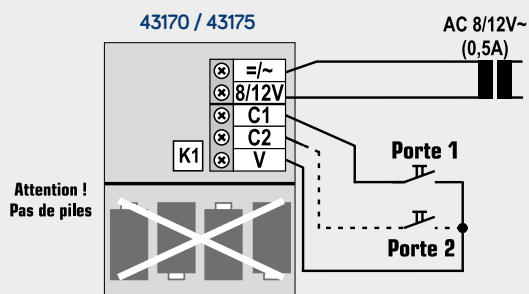 43170 / 43175
AC 8/12V~
(0,5A)
=/~
8/12V
C1
C2
V
K1
Porte 1
Porte 2
Attention !
Pas de piles